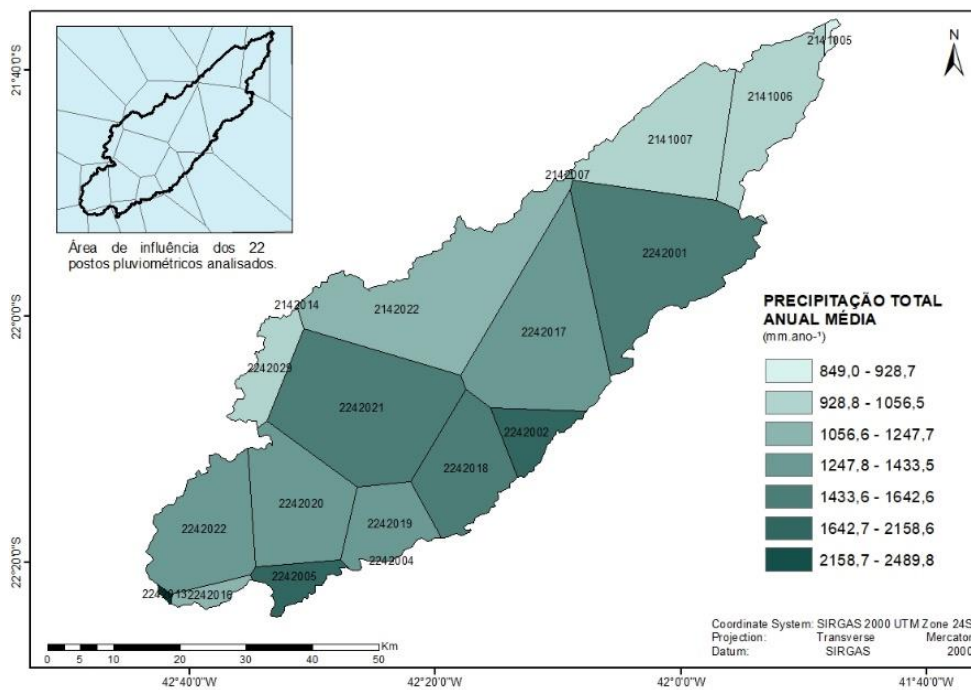 N
21°40'0"S
22°0'0"S
22°20'0"S
Área de influência dos 22
postos pluviométricos analisados.
2141005
2141006
2141007
2142007
2242001
2142014
2142022
2242017
2242029
2242021
2242002
2242018
2242020
2242019
2242022
2242004
2242005
2242016
PRECIPITAÇÃO TOTAL
ANUAL MÉDIA
(mm.ano-¹)
849,0 - 928,7
928,8 - 1056,5
1056,6 - 1247,7
1247,8 - 1433,5
1433,6 - 1642,6
1642,7 - 2158,6
2158,7 - 2489,8
Km
0 5 10 20 30 40 50
Coordinate System: SIRGAS 2000 UTM Zone 24S
Projection: Transverse Mercator
Datum: SIRGAS 2000
42°40'0"W
42°20'0"W
42°0'0"W
41°40'0"W